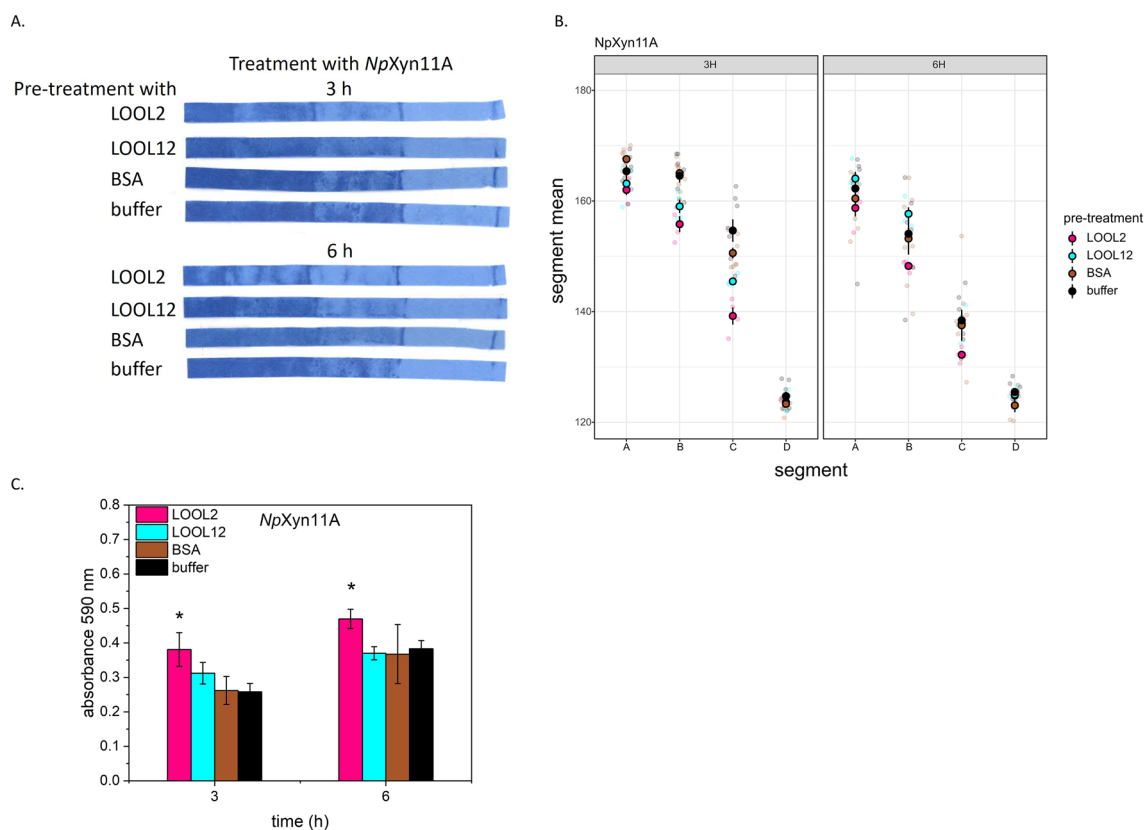 A.
Treatment with NpXyn11A
Pre-treatment with 3 h
LOOL2
LOOL12
BSA
buffer
6 h
LOOL2
LOOL12
BSA
buffer
B.
NpXyn11A
3H 6H
180
160
140
120
segment mean
A B C D A B C D
segment
pre-treatment
LOOL2
LOOL12
BSA
buffer
C.
0.8
0.7
0.6
0.5
0.4
0.3
0.2
0.1
0.0
absorbance 590 nm
LOOL2
LOOL12
BSA
buffer
NpXyn11A
* *
3 6
time (h)